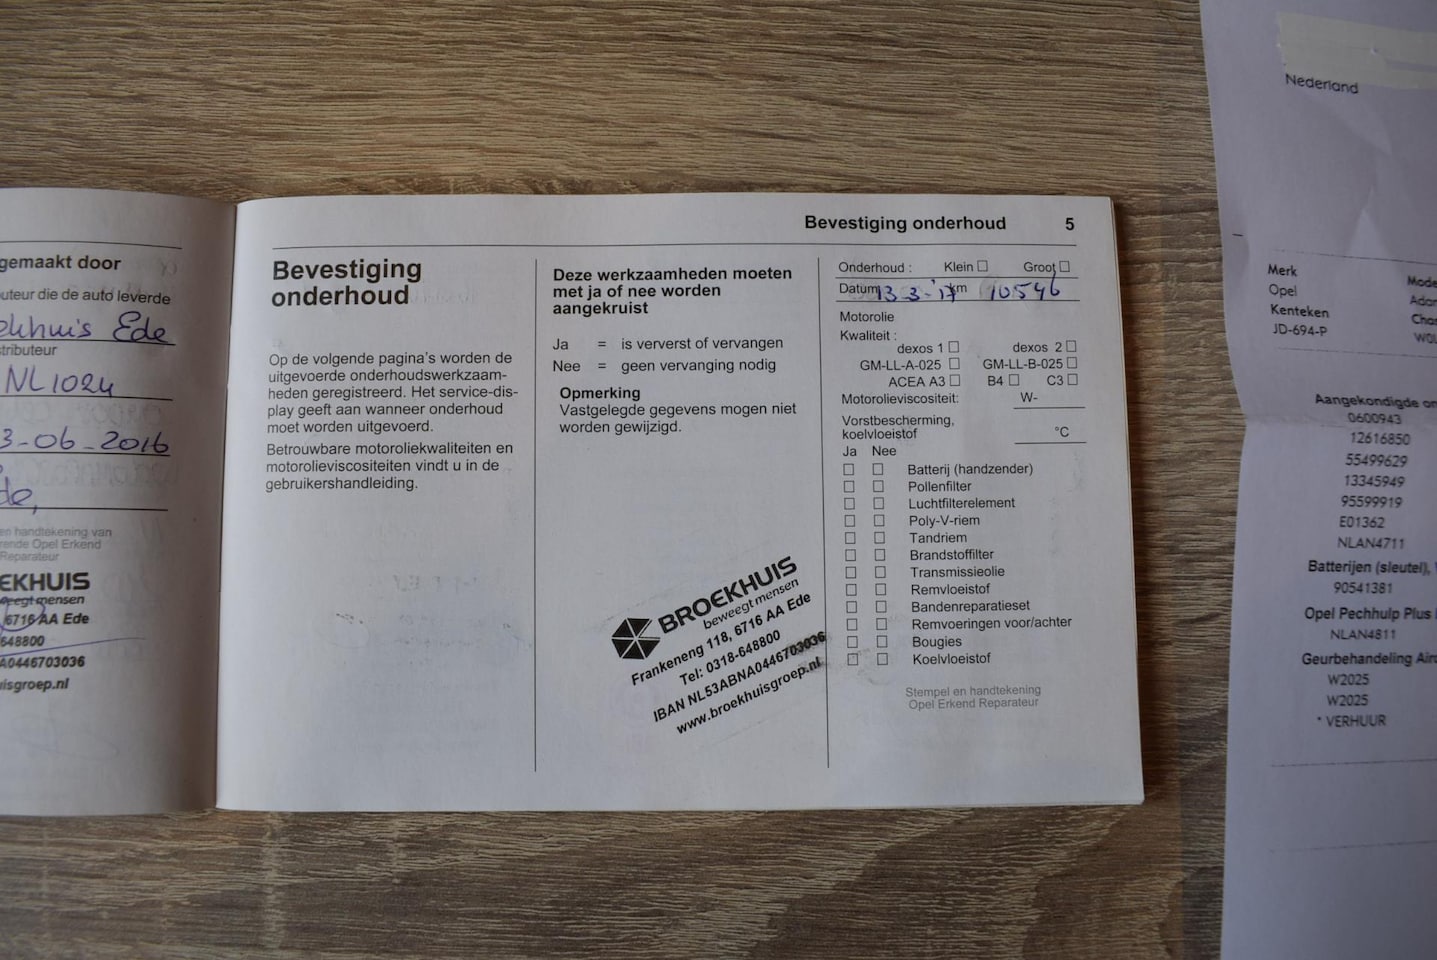 gemaakt door
uteur die de auto leverde
Ede
tributeur
NL1024
3-06-2016
en handtekening van
rende Opel Erkend
Reparateur
EKHUIS
mensen
6716 AA Ede
648800
A0446703036
isgroep.nl
Bevestiging onderhoud 5
Bevestiging
onderhoud
Op de volgende pagina's worden de
uitgevoerde onderhoudswerkzaam-
heden geregistreerd. Het service-dis-
play geeft aan wanneer onderhoud
moet worden uitgevoerd.
Betrouwbare motoroliekwaliteiten en
motorolieviscositeiten vindt u in de
gebruikershandleiding.
Deze werkzaamheden moeten
met ja of nee worden
aangekruist
Ja = is ververst of vervangen
Nee = geen vervanging nodig
Opmerking
Vastgelegde gegevens mogen niet
worden gewijzigd.
BROEKHUIS
beweegt mensen
Frankeneng 118, 6716 AA Ede
Tel: 0318-648800
IBAN NL53ABNA0446703036
www.broekhuisgroep.nl
Onderhoud : Klein ☐ Groot ☐
Datum 13-3-'17 km 10546
Motorolie
Kwaliteit :
dexos 1 ☐ dexos 2 ☐
GM-LL-A-025 ☐ GM-LL-B-025 ☐
ACEA A3 ☐ B4 ☐ C3 ☐
Motorolieviscositeit: W-
Vorstbescherming,
koelvloeistof °C
Ja Nee
☐ ☐ Batterij (handzender)
☐ ☐ Pollenfilter
☐ ☐ Luchtfilterelement
☐ ☐ Poly-V-riem
☐ ☐ Tandriem
☐ ☐ Brandstoffilter
☐ ☐ Transmissieolie
☐ ☐ Remvloeistof
☐ ☐ Bandenreparatieset
☐ ☐ Remvoeringen voor/achter
☐ ☐ Bougies
☐ ☐ Koelvloeistof
Stempel en handtekening
Opel Erkend Reparateur
Nederland
Merk Mode
Opel Ada
Kenteken Cha
JD-694-P W0L
Aangekondigde on
0600943
12616850
55499629
13345949
95599919
E01362
NLAN4711
Batterijen (sleutel),
90541381
Opel Pechhulp Plus
NLAN4811
Geurbehandeling Airc
W2025
W2025
* VERHUUR